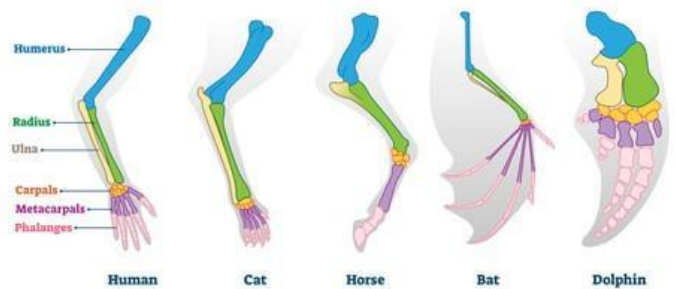 Humerus
Radius
Ulna
Carpals
Metacarpals
Phalanges
Human Cat Horse Bat Dolphin